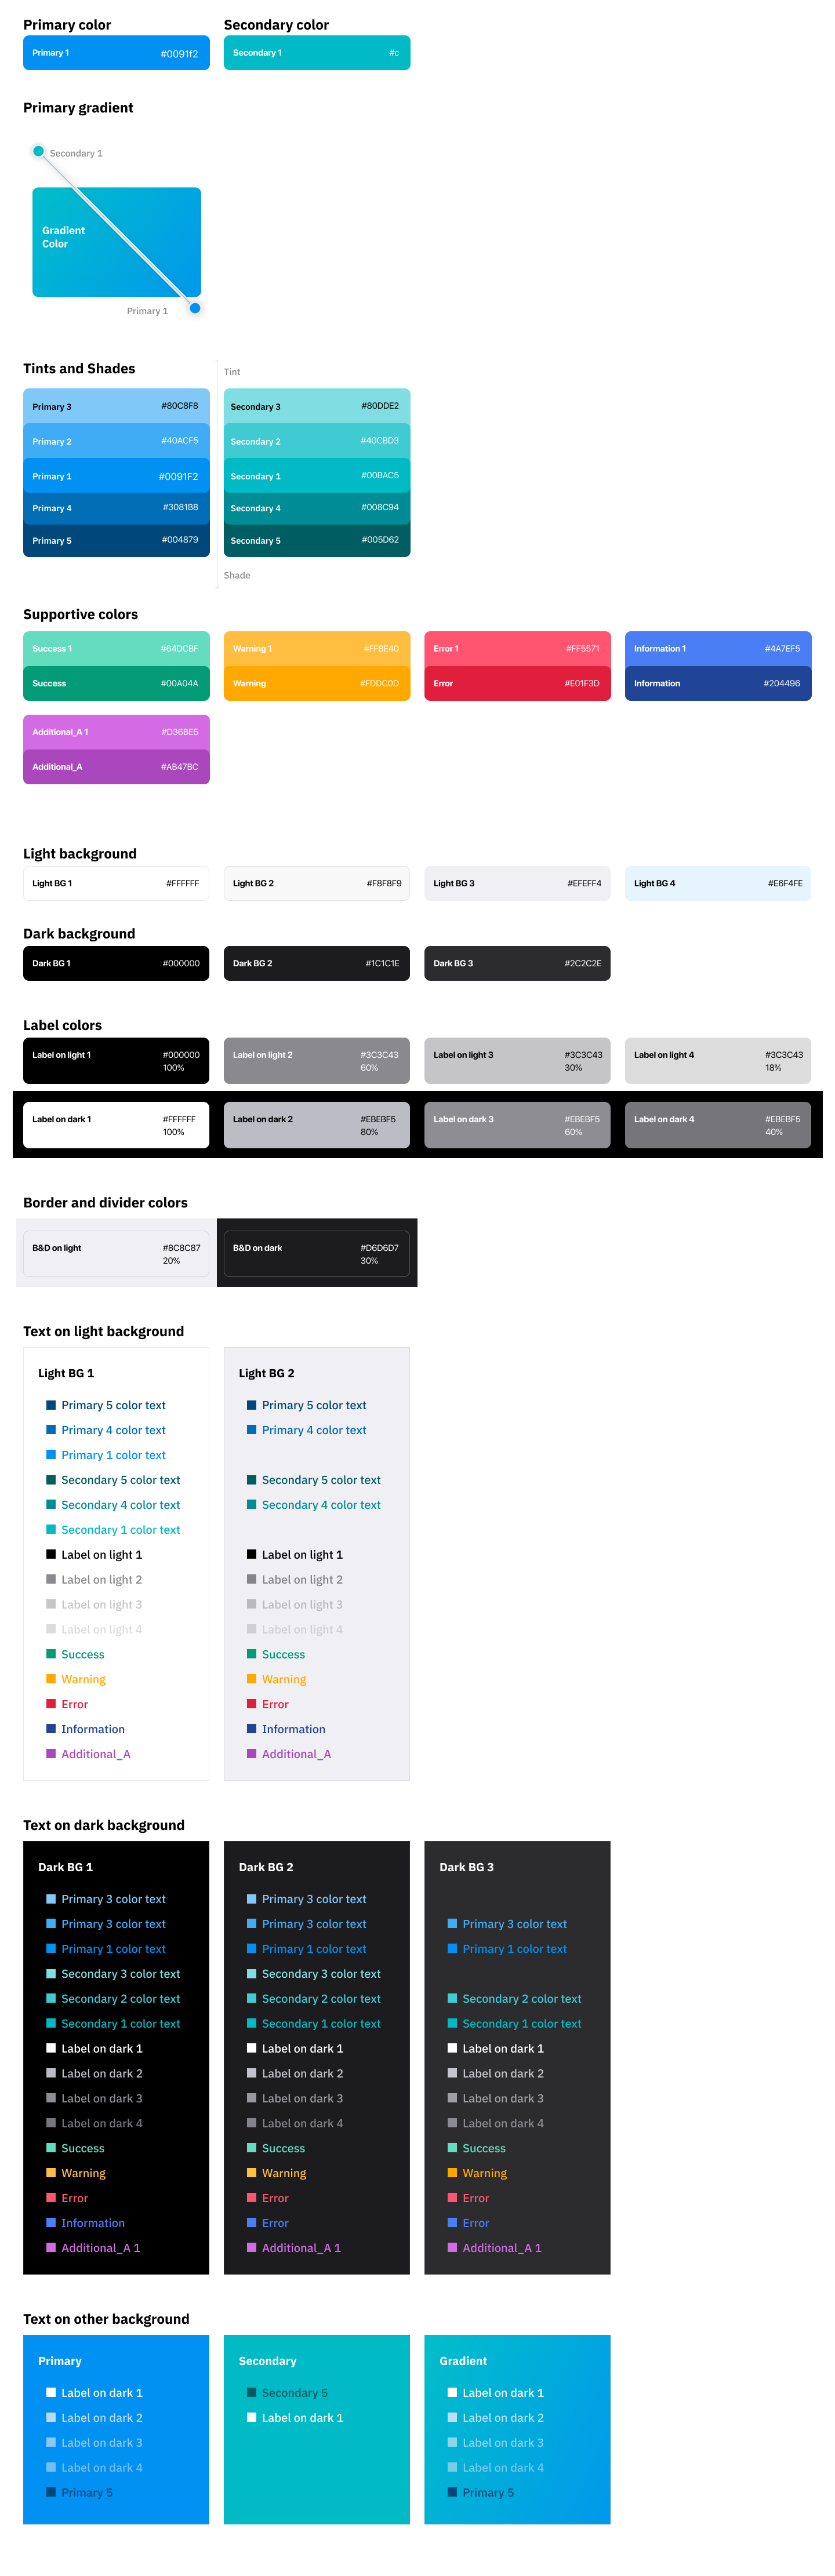 Primary color
Secondary color
Primary 1 #0091f2
Secondary 1 #c
Primary gradient
Secondary 1
Gradient
Color
Primary 1
Tints and Shades
Tint
Primary 3 #80C8F8
Secondary 3 #80DDE2
Primary 2 #40ACF5
Secondary 2 #40CBD3
Primary 1 #0091F2
Secondary 1 #00BAC5
Primary 4 #3081B8
Secondary 4 #008C94
Primary 5 #004879
Secondary 5 #005D62
Shade
Supportive colors
Success 1 #64DCBF
Warning 1 #FFBE40
Error 1 #FF5571
Information 1 #4A7EF5
Success #00A04A
Warning #FDDC0D
Error #E01F3D
Information #204496
Additional_A 1 #D36BE5
Additional_A #AB47BC
Light background
Light BG 1 #FFFFFF
Light BG 2 #F8F8F9
Light BG 3 #EFEFF4
Light BG 4 #E6F4FE
Dark background
Dark BG 1 #000000
Dark BG 2 #1C1C1E
Dark BG 3 #2C2C2E
Label colors
Label on light 1 #000000
100%
Label on light 2 #3C3C43
60%
Label on light 3 #3C3C43
30%
Label on light 4 #3C3C43
18%
Label on dark 1 #FFFFFF
100%
Label on dark 2 #EBEBF5
80%
Label on dark 3 #EBEBF5
60%
Label on dark 4 #EBEBF5
40%
Border and divider colors
B&D on light #8C8C87
20%
B&D on dark #D6D6D7
30%
Text on light background
Light BG 1
Primary 5 color text
Primary 4 color text
Primary 1 color text
Secondary 5 color text
Secondary 4 color text
Secondary 1 color text
Label on light 1
Label on light 2
Label on light 3
Label on light 4
Success
Warning
Error
Information
Additional_A
Light BG 2
Primary 5 color text
Primary 4 color text
Secondary 5 color text
Secondary 4 color text
Label on light 1
Label on light 2
Label on light 3
Label on light 4
Success
Warning
Error
Information
Additional_A
Text on dark background
Dark BG 1
Primary 3 color text
Primary 3 color text
Primary 1 color text
Secondary 3 color text
Secondary 2 color text
Secondary 1 color text
Label on dark 1
Label on dark 2
Label on dark 3
Label on dark 4
Success
Warning
Error
Information
Additional_A 1
Dark BG 2
Primary 3 color text
Primary 3 color text
Primary 1 color text
Secondary 3 color text
Secondary 2 color text
Secondary 1 color text
Label on dark 1
Label on dark 2
Label on dark 3
Label on dark 4
Success
Warning
Error
Error
Additional_A 1
Dark BG 3
Primary 3 color text
Primary 1 color text
Secondary 2 color text
Secondary 1 color text
Label on dark 1
Label on dark 2
Label on dark 3
Label on dark 4
Success
Warning
Error
Error
Additional_A 1
Text on other background
Primary
Label on dark 1
Label on dark 2
Label on dark 3
Label on dark 4
Primary 5
Secondary
Secondary 5
Label on dark 1
Gradient
Label on dark 1
Label on dark 2
Label on dark 3
Label on dark 4
Primary 5